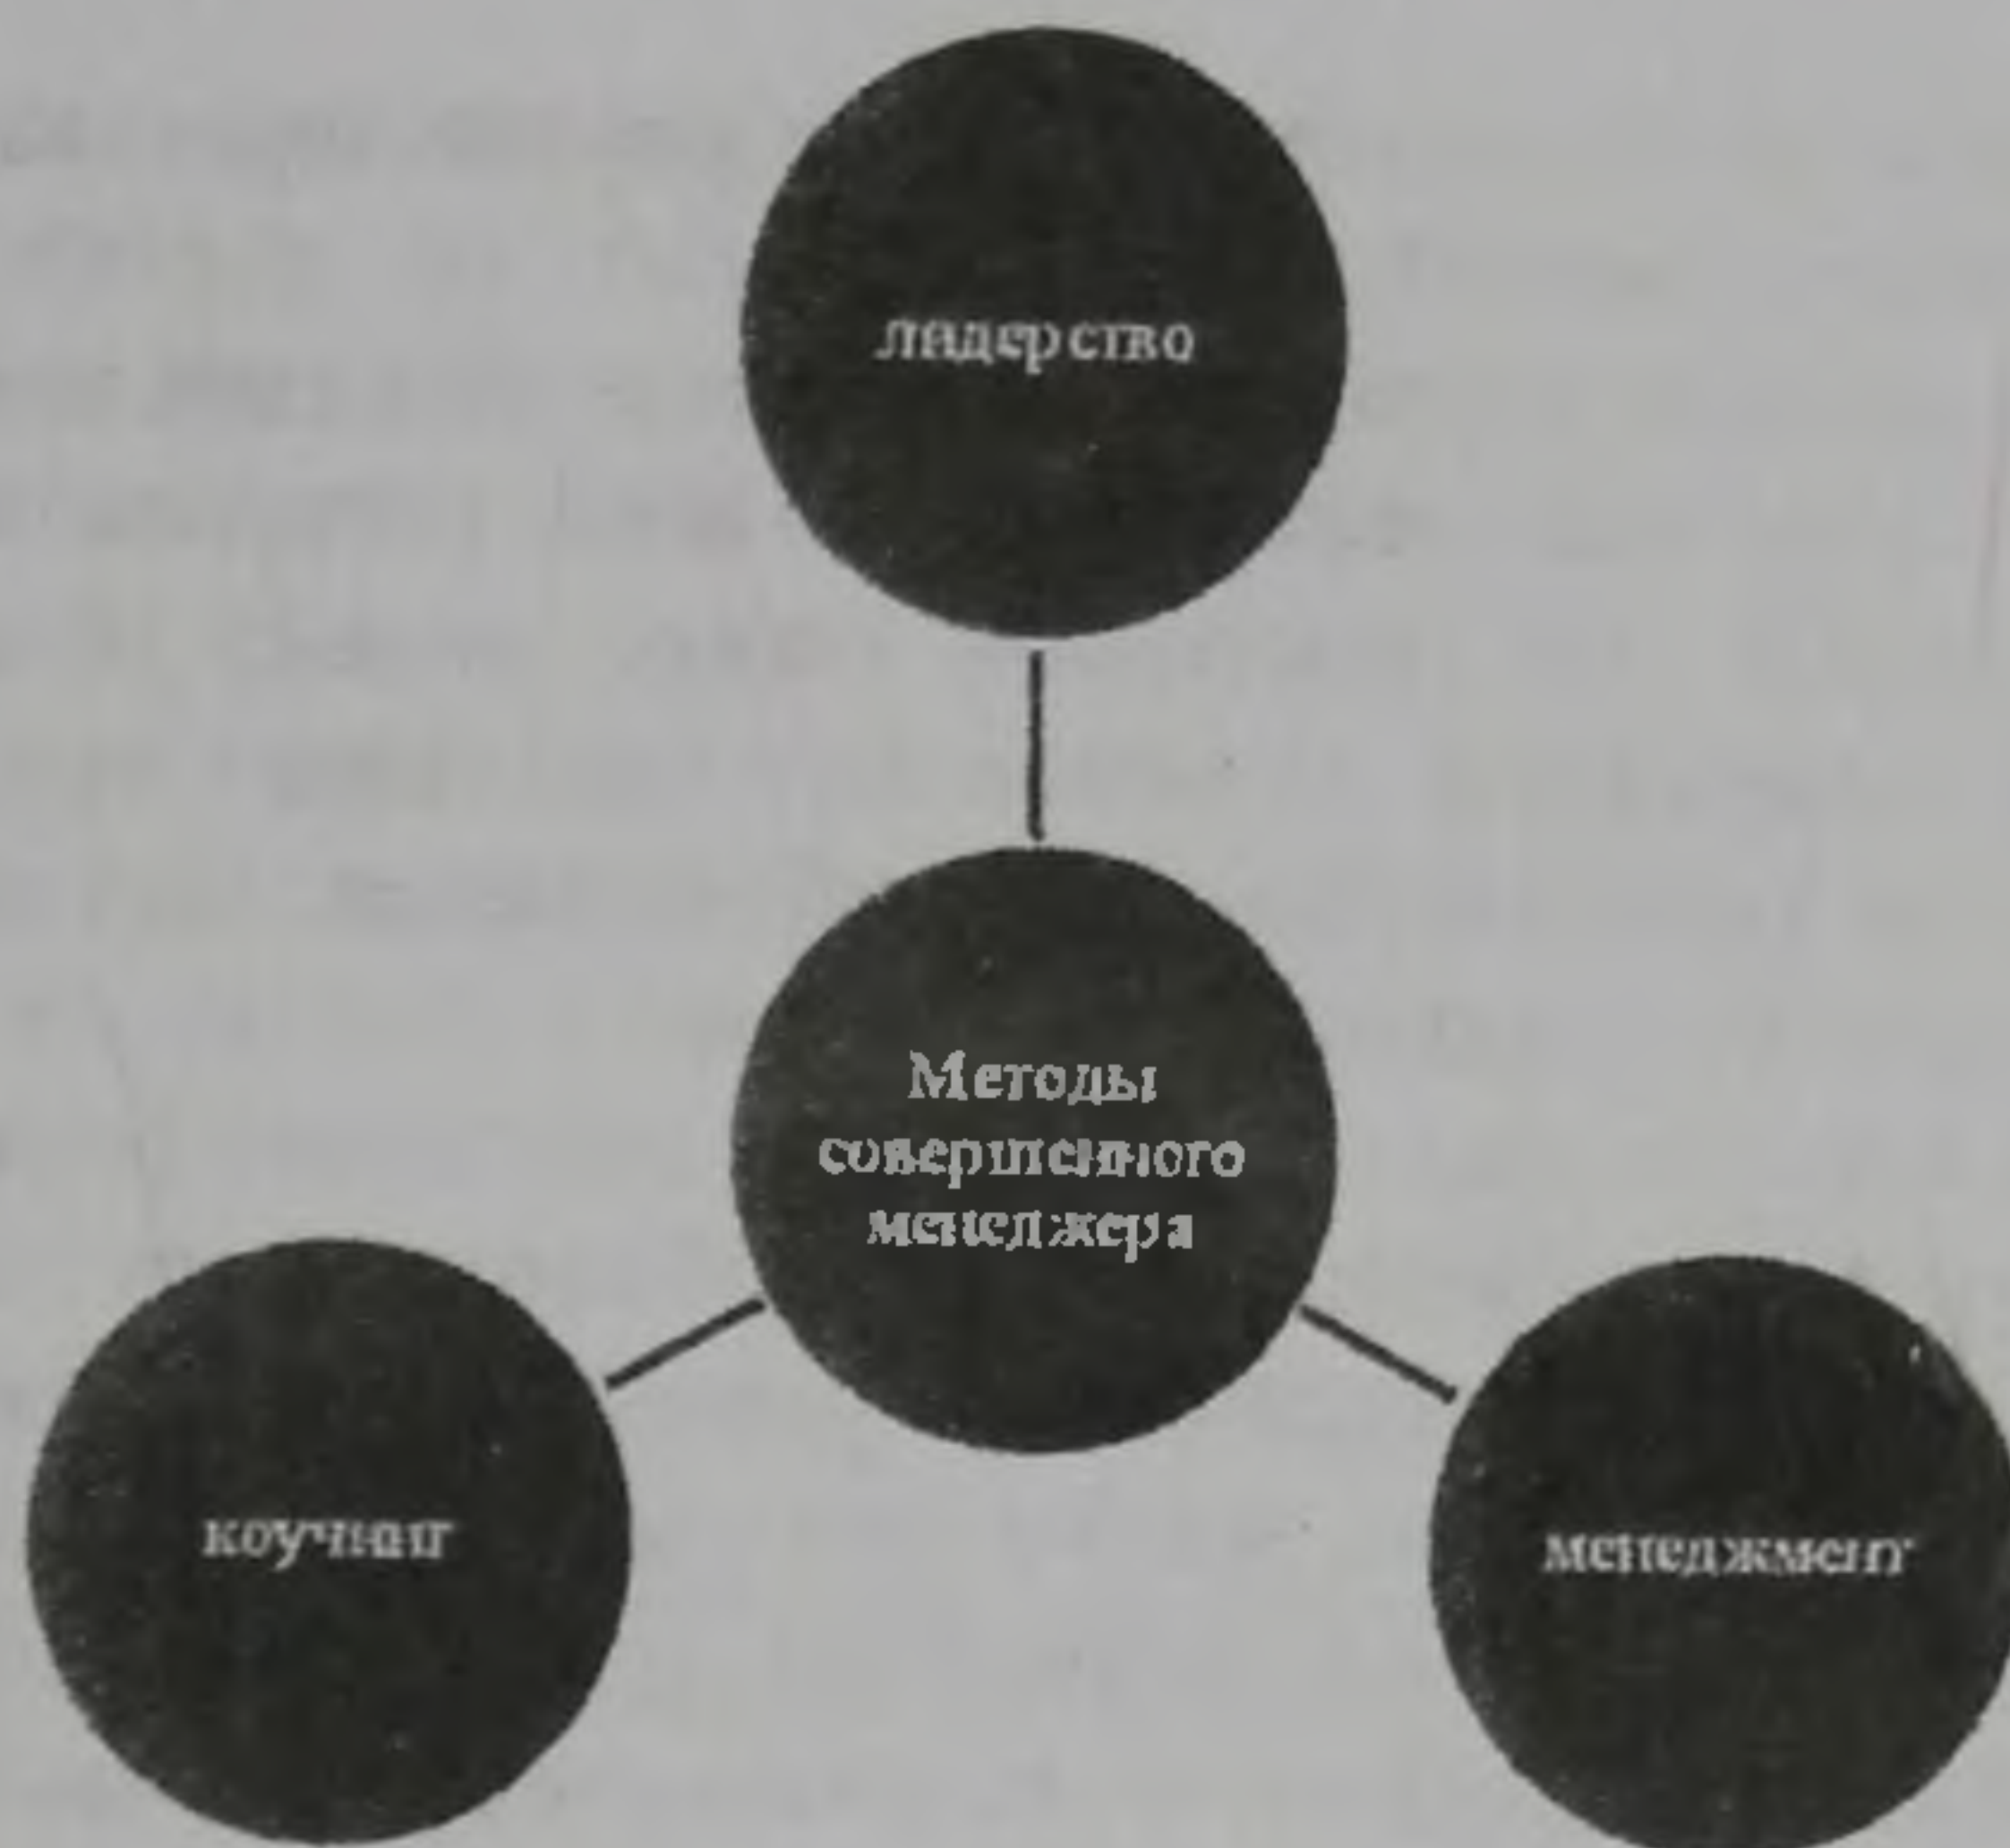 лидерство
Методы
совершенного
менеджера
коучинг
менеджмент